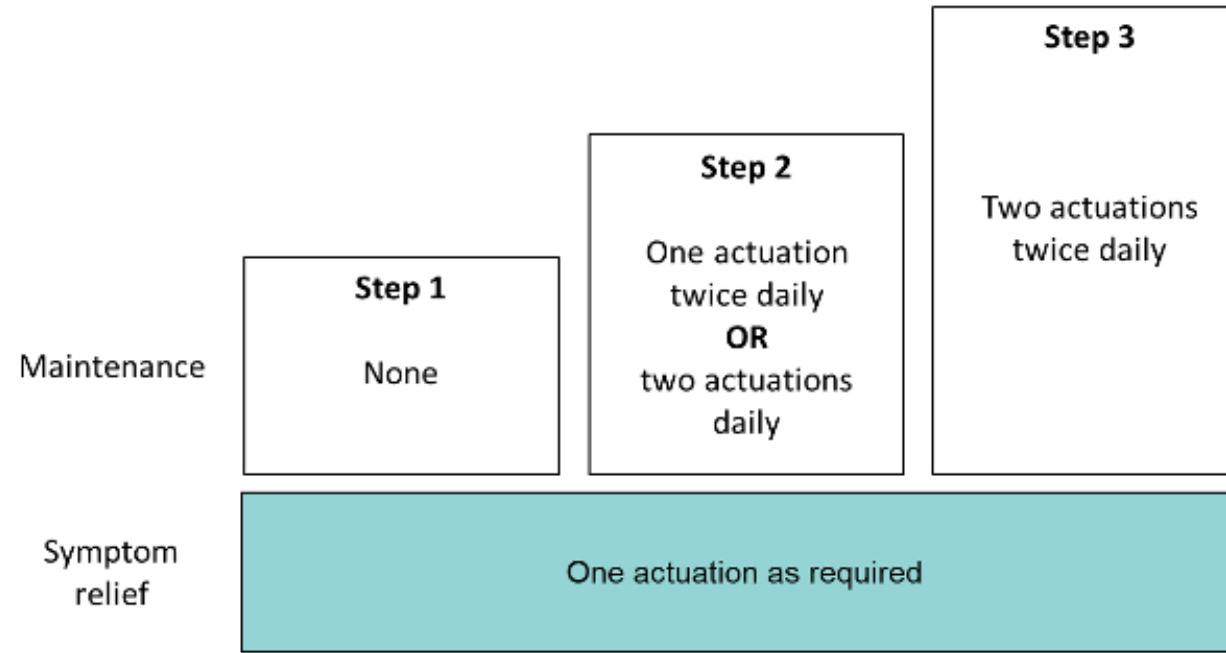 Step 3
Two actuations
twice daily
Step 2
One actuation
twice daily
OR
two actuations
daily
Step 1
None
Maintenance
Symptom
relief
One actuation as required